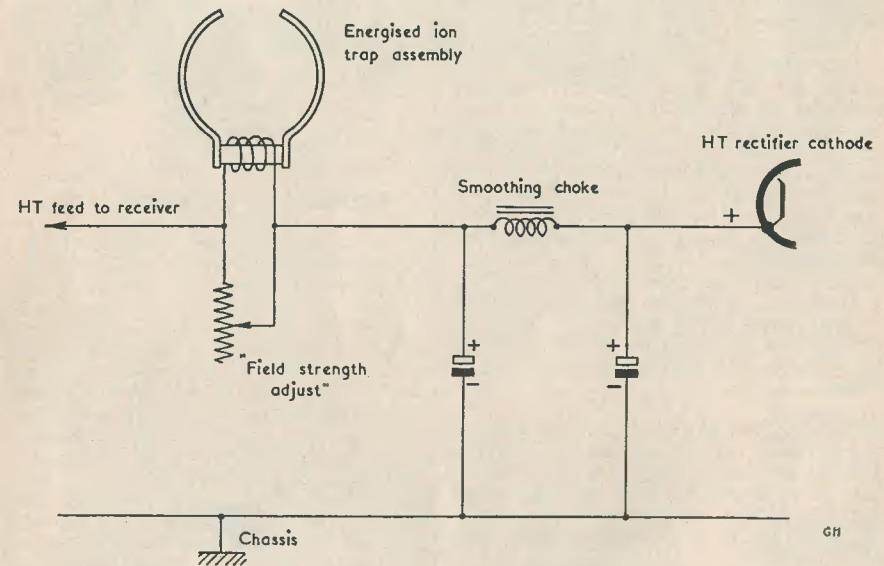 Energised ion
trap assembly
HT rectifier cathode
Smoothing choke
HT feed to receiver
+
+
+
−
−
"Field strength
adjust"
Chassis
GH